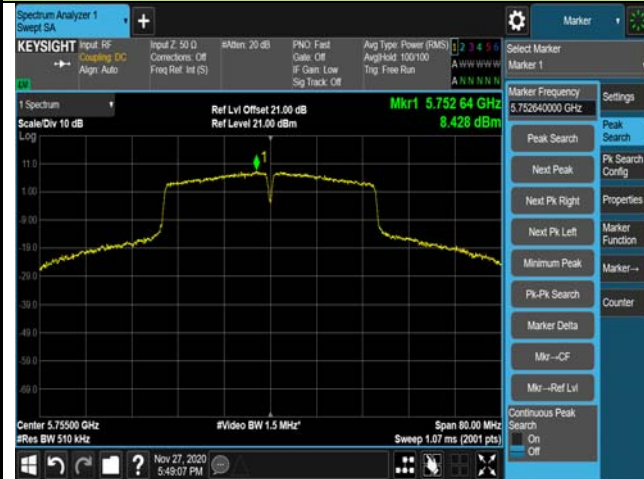 Spectrum Analyzer 1
Swept SA
+
Marker
KEYSIGHT
Input: RF
Coupling: DC
Align: Auto
Input Z: 50 Ω
Corrections: Off
Freq Ref: Int (S)
#Atten: 20 dB
PNO: Fast
Gate: Off
IF Gain: Low
Sig Track: Off
Avg Type: Power (RMS)
Avg|Hold: 100/100
Trig: Free Run
1 2 3 4 5 6
A W W W W W
A N N N N N
Select Marker
Marker 1
1 Spectrum
Scale/Div 10 dB
Log
Ref Lvl Offset 21.00 dB
Ref Level 21.00 dBm
Mkr1 5.752 64 GHz
8.428 dBm
1
11.0
1.00
-9.00
-19.0
-29.0
-39.0
-49.0
-59.0
-69.0
Center 5.75500 GHz
#Res BW 510 kHz
#Video BW 1.5 MHz*
Span 80.00 MHz
Sweep 1.07 ms (2001 pts)
Marker Frequency
5.752640000 GHz
Peak Search
Next Peak
Next Pk Right
Next Pk Left
Minimum Peak
Pk-Pk Search
Marker Delta
Mkr→CF
Mkr→Ref Lvl
Continuous Peak
Search
On
Off
Settings
Peak
Search
Pk Search
Config
Properties
Marker
Function
Marker→
Counter
?
Nov 27, 2020
5:49:07 PM